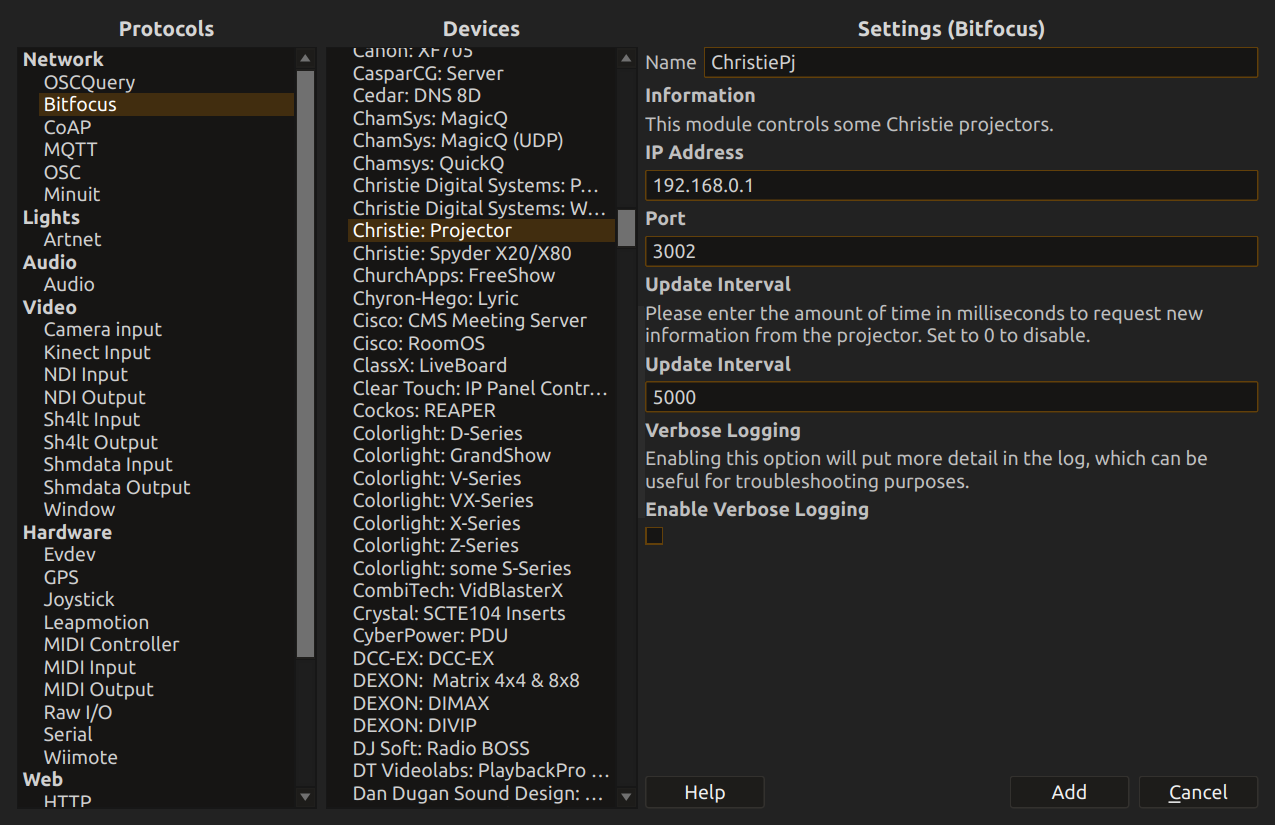 Protocols
Network
OSCQuery
Bitfocus
CoAP
MQTT
OSC
Minuit
Lights
Artnet
Audio
Audio
Video
Camera input
Kinect Input
NDI Input
NDI Output
Sh4lt Input
Sh4lt Output
Shmdata Input
Shmdata Output
Window
Hardware
Evdev
GPS
Joystick
Leapmotion
MIDI Controller
MIDI Input
MIDI Output
Raw I/O
Serial
Wiimote
Web
HTTP
Devices
Canon: XF705
CasparCG: Server
Cedar: DNS 8D
ChamSys: MagicQ
ChamSys: MagicQ (UDP)
Chamsys: QuickQ
Christie Digital Systems: P...
Christie Digital Systems: W...
Christie: Projector
Christie: Spyder X20/X80
ChurchApps: FreeShow
Chyron-Hego: Lyric
Cisco: CMS Meeting Server
Cisco: RoomOS
ClassX: LiveBoard
Clear Touch: IP Panel Contr...
Cockos: REAPER
Colorlight: D-Series
Colorlight: GrandShow
Colorlight: V-Series
Colorlight: VX-Series
Colorlight: X-Series
Colorlight: Z-Series
Colorlight: some S-Series
CombiTech: VidBlasterX
Crystal: SCTE104 Inserts
CyberPower: PDU
DCC-EX: DCC-EX
DEXON:  Matrix 4x4 & 8x8
DEXON: DIMAX
DEXON: DIVIP
DJ Soft: Radio BOSS
DT Videolabs: PlaybackPro ...
Dan Dugan Sound Design: ...
Settings (Bitfocus)
Name ChristiePj
Information
This module controls some Christie projectors.
IP Address
192.168.0.1
Port
3002
Update Interval
Please enter the amount of time in milliseconds to request new
information from the projector. Set to 0 to disable.
Update Interval
5000
Verbose Logging
Enabling this option will put more detail in the log, which can be
useful for troubleshooting purposes.
Enable Verbose Logging
Help
Add
Cancel